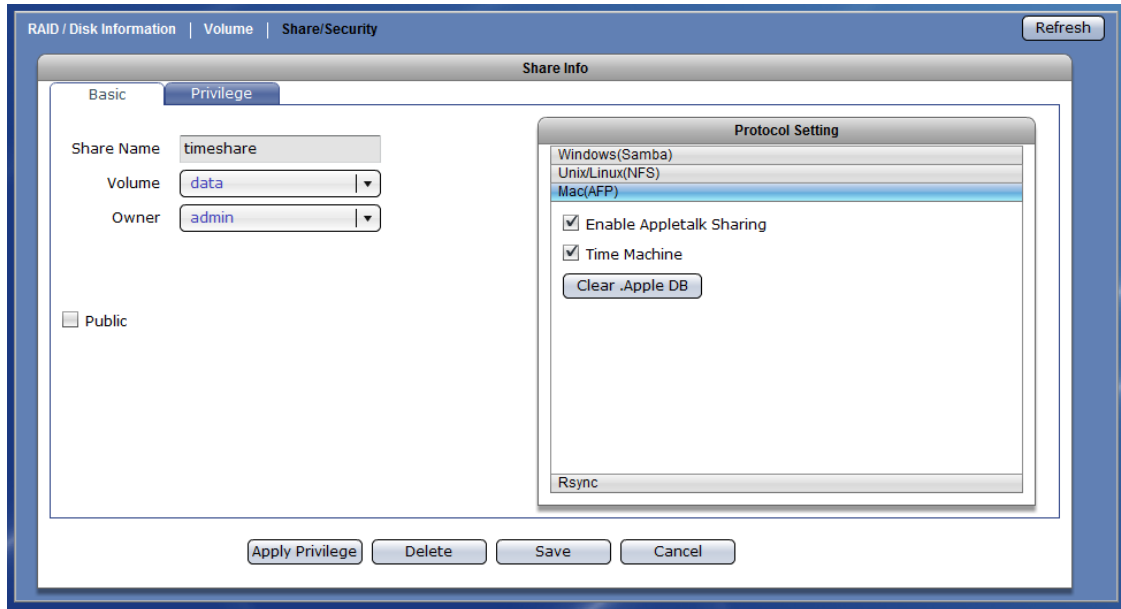 RAID / Disk Information | Volume | Share/Security
Refresh
Share Info
Basic
Privilege
Share Name timeshare
Volume data
Owner admin
Public
Protocol Setting
Windows(Samba)
Unix/Linux(NFS)
Mac(AFP)
Enable Appletalk Sharing
Time Machine
Clear .Apple DB
Rsync
Apply Privilege Delete Save Cancel